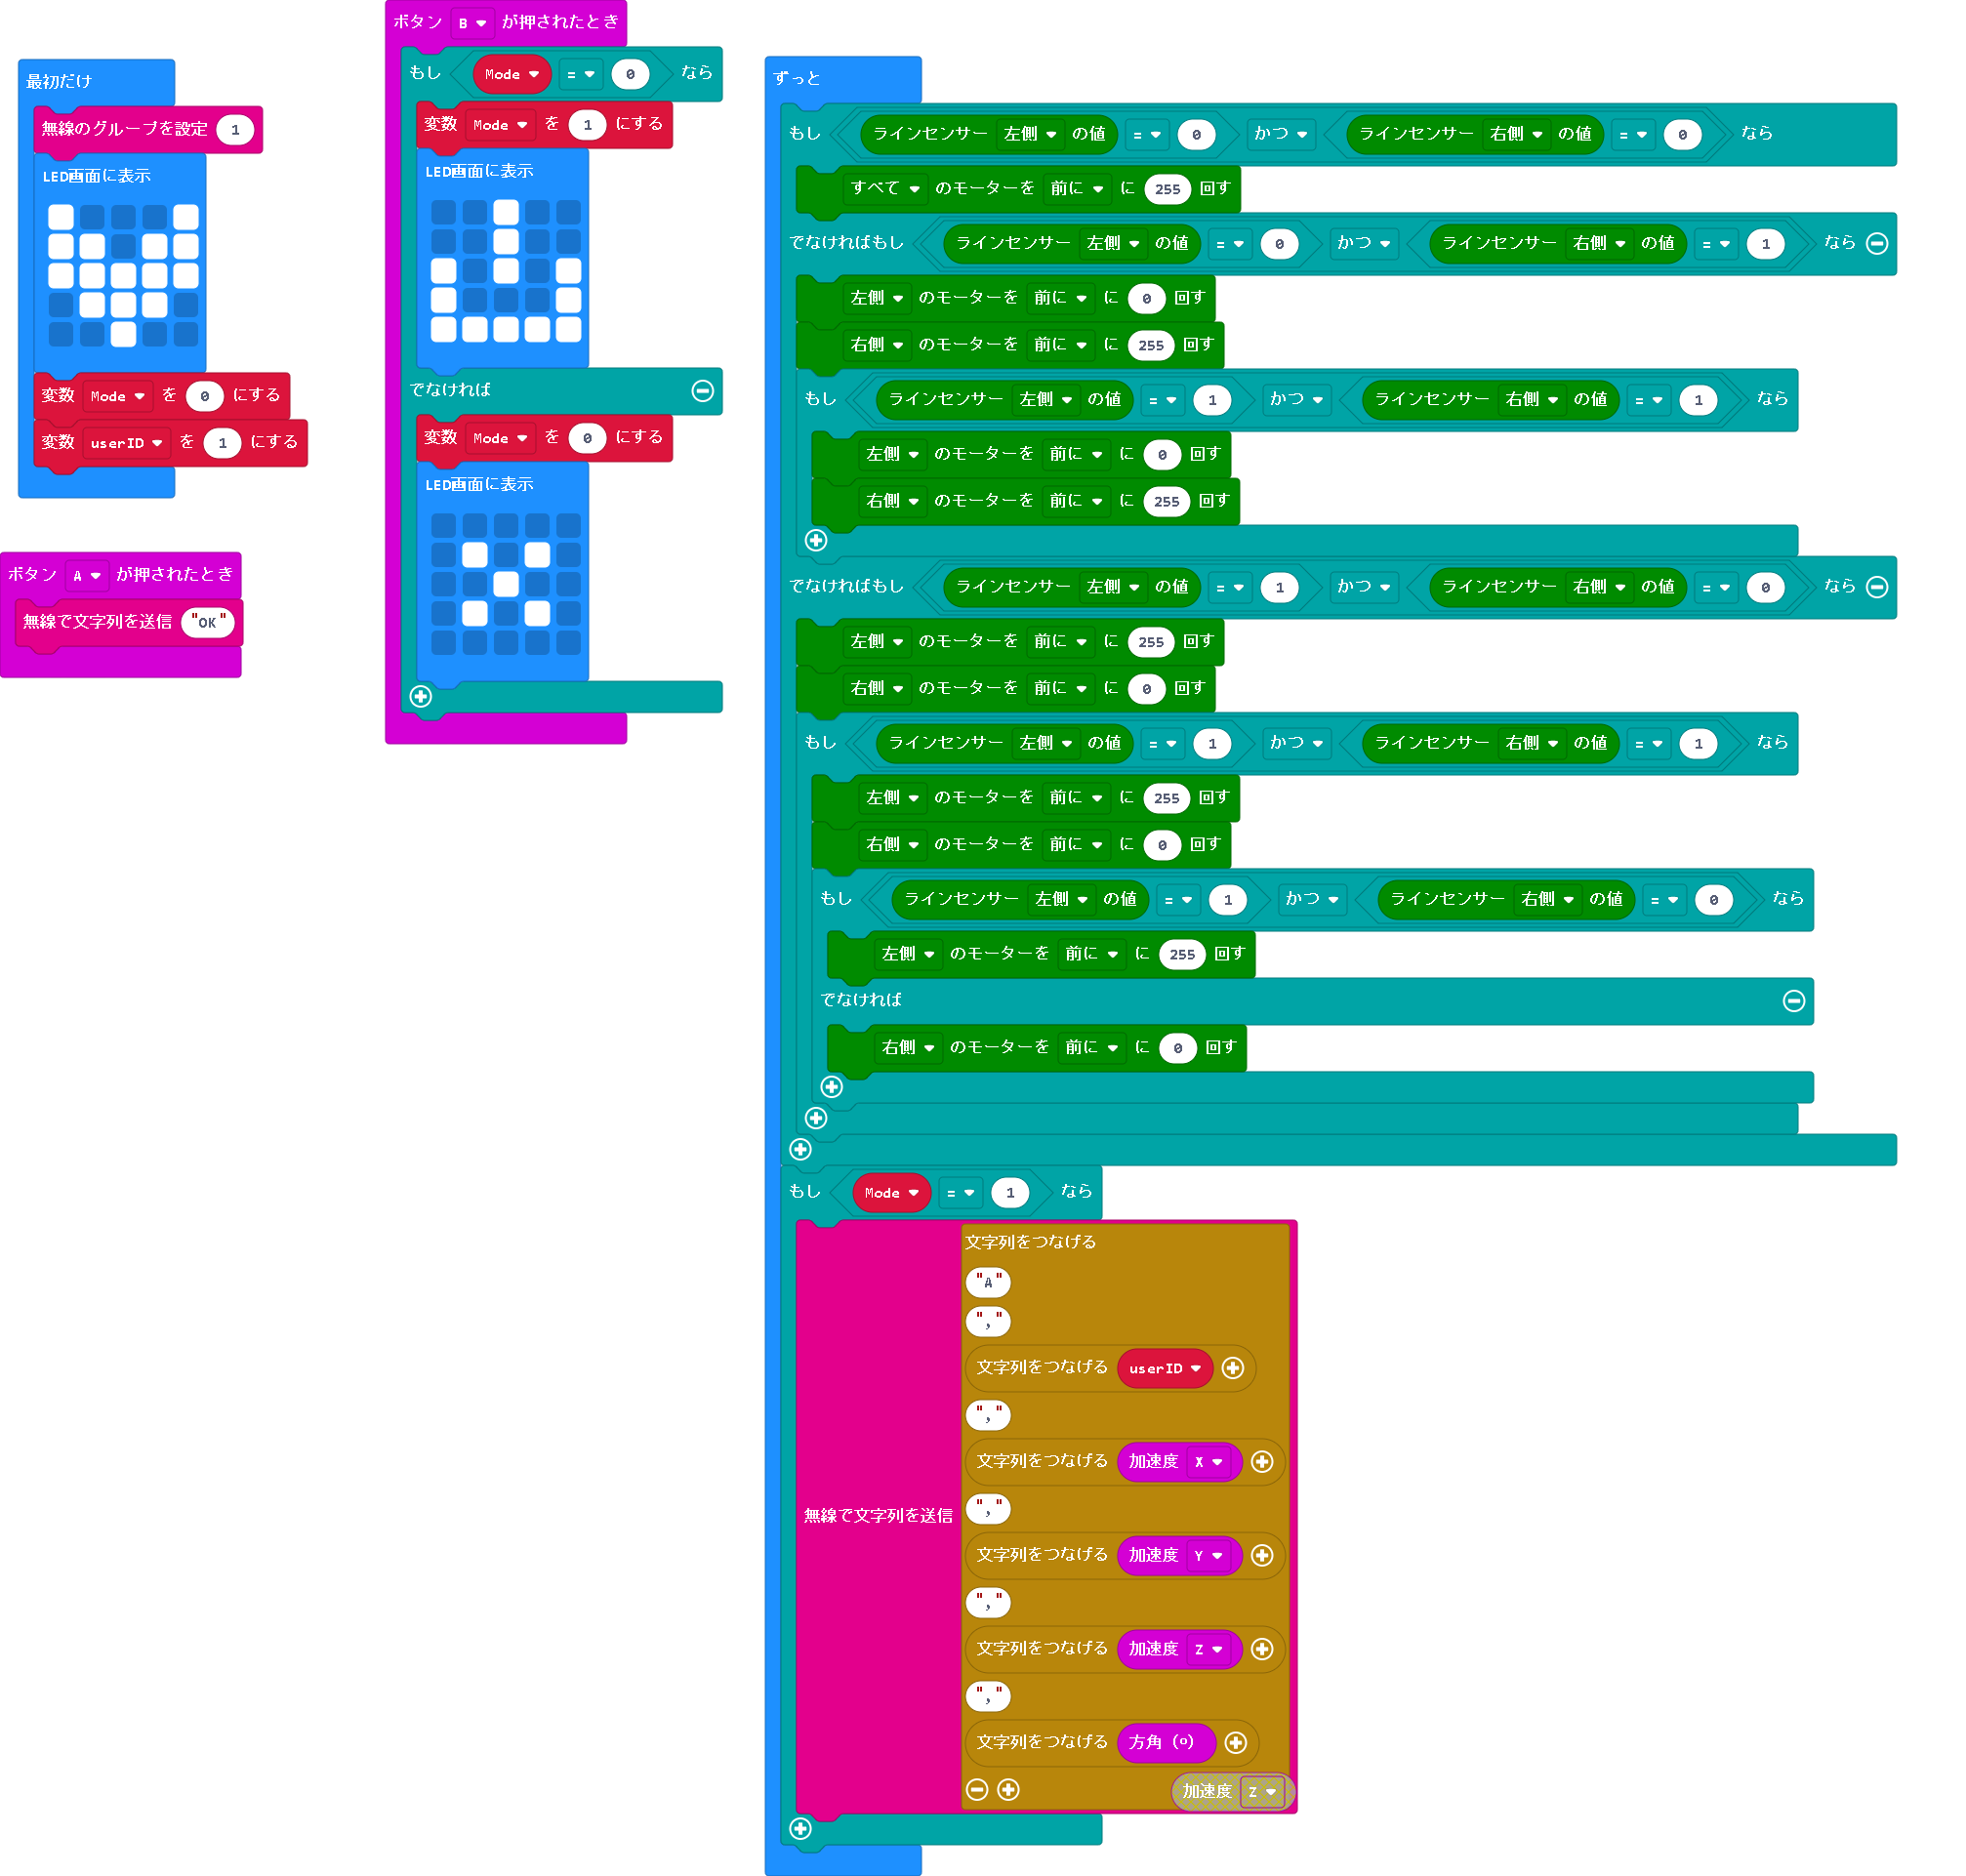 最初だけ
無線のグループを設定 1
LED画面に表示
変数 Mode を 0 にする
変数 userID を 1 にする
ボタン A が押されたとき
無線で文字列を送信 "OK"
ボタン B が押されたとき
もし Mode = 0 なら
変数 Mode を 1 にする
LED画面に表示
でなければ
変数 Mode を 0 にする
LED画面に表示
ずっと
もし ラインセンサー 左側 の値 = 0 かつ ラインセンサー 右側 の値 = 0 なら
すべて のモーターを 前に に 255 回す
でなければもし ラインセンサー 左側 の値 = 0 かつ ラインセンサー 右側 の値 = 1 なら
左側 のモーターを 前に に 0 回す
右側 のモーターを 前に に 255 回す
もし ラインセンサー 左側 の値 = 1 かつ ラインセンサー 右側 の値 = 1 なら
左側 のモーターを 前に に 0 回す
右側 のモーターを 前に に 255 回す
でなければもし ラインセンサー 左側 の値 = 1 かつ ラインセンサー 右側 の値 = 0 なら
左側 のモーターを 前に に 255 回す
右側 のモーターを 前に に 0 回す
もし ラインセンサー 左側 の値 = 1 かつ ラインセンサー 右側 の値 = 1 なら
左側 のモーターを 前に に 255 回す
右側 のモーターを 前に に 0 回す
もし ラインセンサー 左側 の値 = 1 かつ ラインセンサー 右側 の値 = 0 なら
左側 のモーターを 前に に 255 回す
でなければ
右側 のモーターを 前に に 0 回す
もし Mode = 1 なら
無線で文字列を送信
文字列をつなげる
"A"
","
文字列をつなげる userID
","
文字列をつなげる 加速度 X
","
文字列をつなげる 加速度 Y
","
文字列をつなげる 加速度 Z
","
文字列をつなげる 方角 (°)
加速度 Z